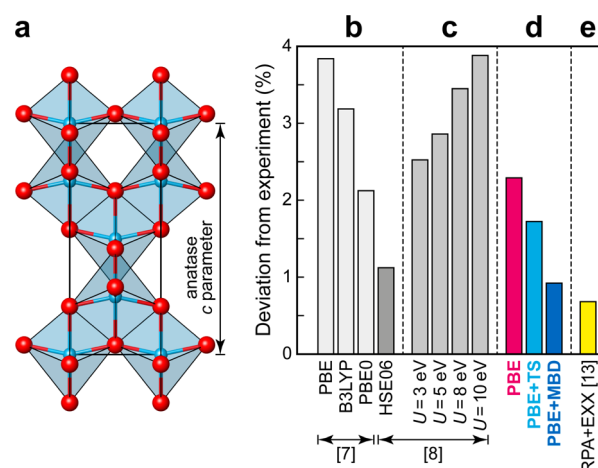 a
b
c
d
e
anatase
c parameter
Deviation from experiment (%)
4
3
2
1
0
PBE
B3LYP
PBE0
HSE06
U = 3 eV
U = 5 eV
U = 8 eV
U = 10 eV
PBE
PBE+TS
PBE+MBD
RPA+EXX [13]
[7]
[8]